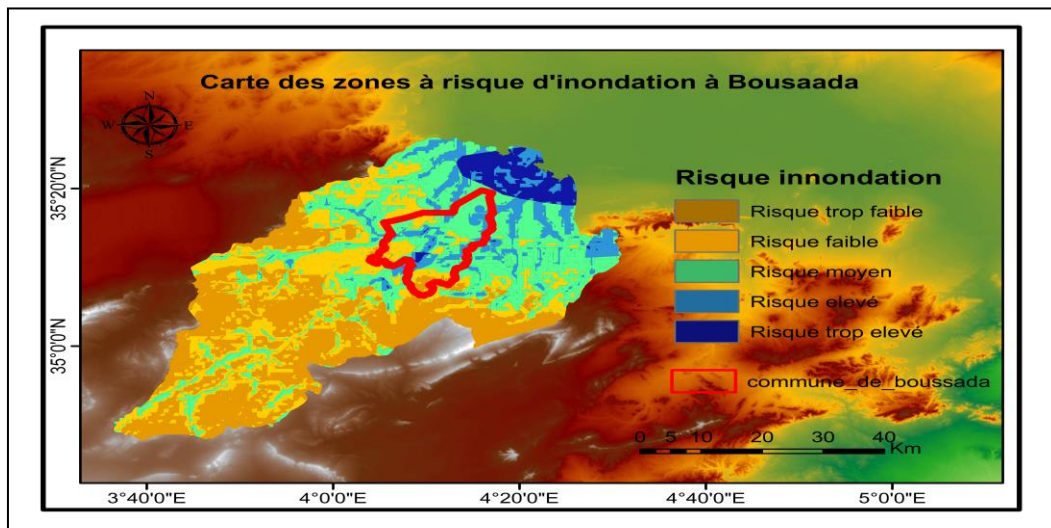 Carte des zones à risque d'inondation à Bousaada
N
W E
S
35°20'0"N
35°0'0"N
Risque innondation
Risque trop faible
Risque faible
Risque moyen
Risque elevé
Risque trop elevé
commune_de_boussada
0 5 10 20 30 40
Km
3°40'0"E 4°0'0"E 4°20'0"E 4°40'0"E 5°0'0"E